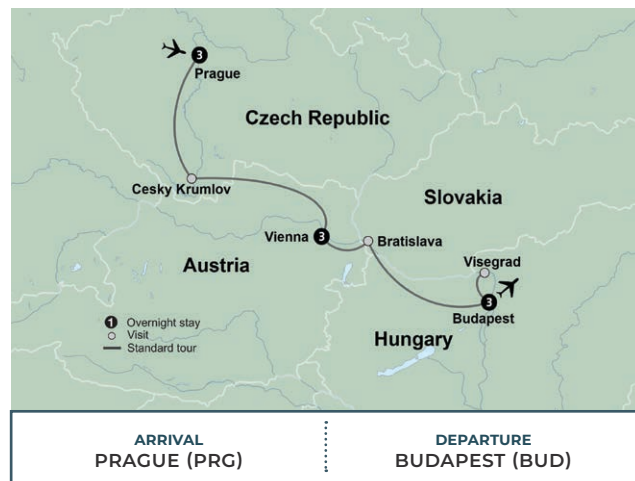 3
Prague
Czech Republic
Cesky Krumlov
Slovakia
Vienna 3
Bratislava
Visegrad
Austria
3
Budapest
1 Overnight stay
Visit
Standard tour
Hungary
ARRIVAL
PRAGUE (PRG)
DEPARTURE
BUDAPEST (BUD)